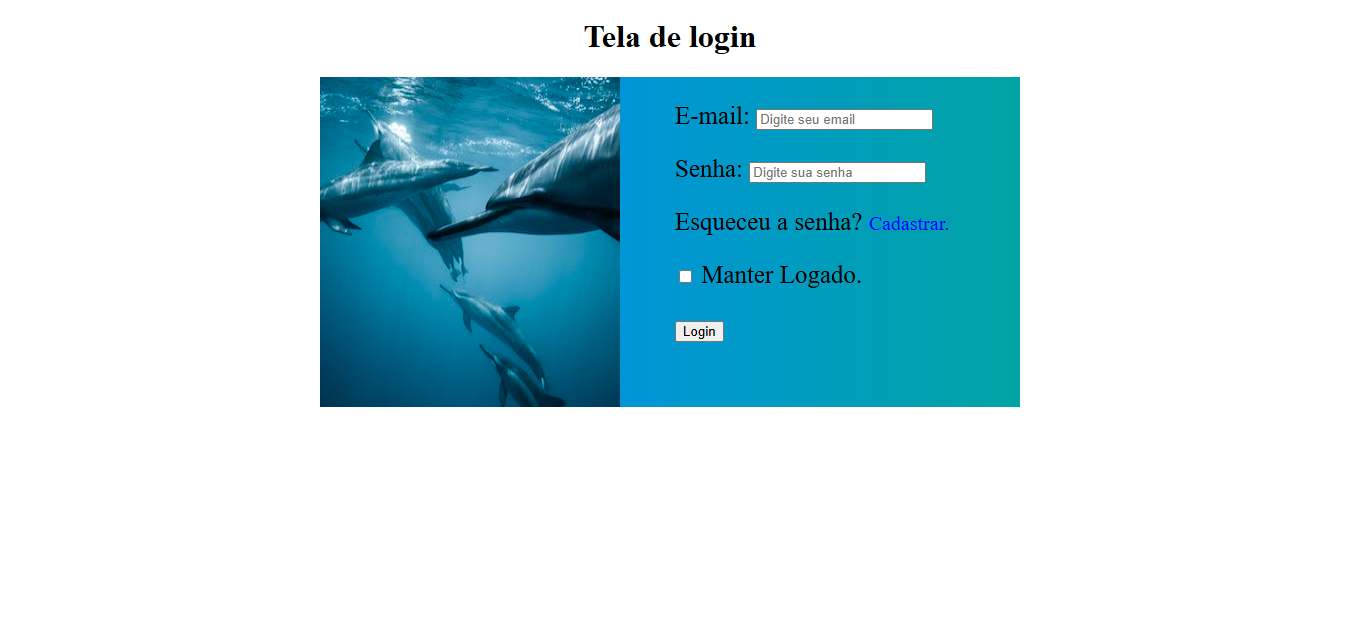 Tela de login
E-mail: Digite seu email
Senha: Digite sua senha
Esqueceu a senha? Cadastrar.
Manter Logado.
Login